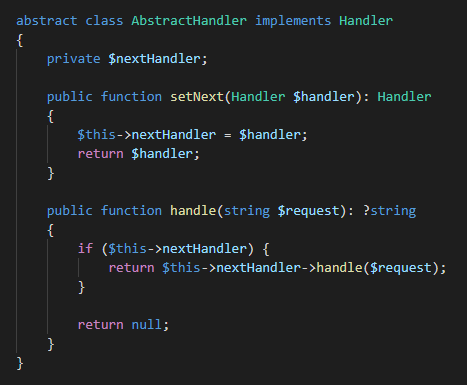 abstract class AbstractHandler implements Handler
{
    private $nextHandler;

    public function setNext(Handler $handler): Handler
    {
        $this->nextHandler = $handler;
        return $handler;
    }

    public function handle(string $request): ?string
    {
        if ($this->nextHandler) {
            return $this->nextHandler->handle($request);
        }

        return null;
    }
}